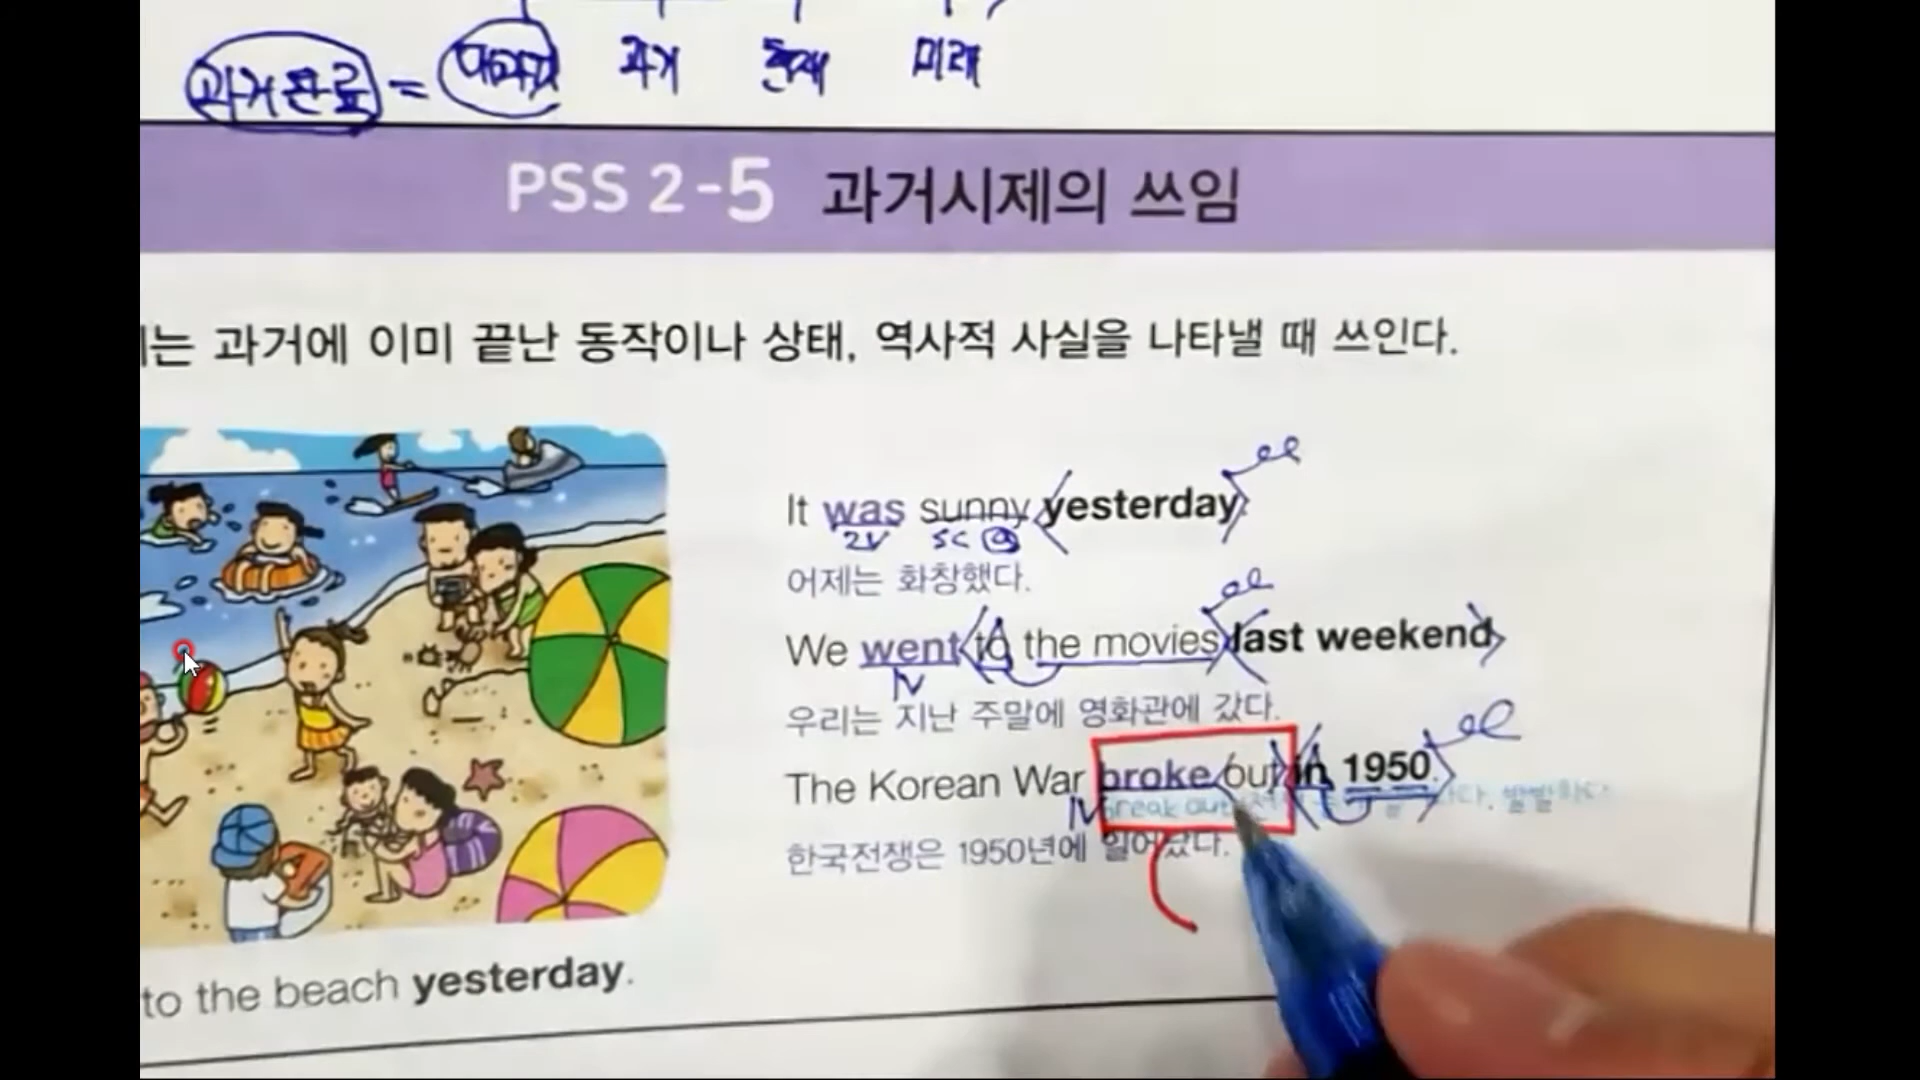 과거완료 = 대과거 과거 현재 미래
PSS 2-5 과거시제의 쓰임
는 과거에 이미 끝난 동작이나 상태, 역사적 사실을 나타낼 때 쓰인다.
It was sunny yesterday.
2V SC a
어제는 화창했다.
We went to the movies last weekend.
1V
우리는 지난 주말에 영화관에 갔다.
The Korean War broke out in 1950.
1V break out 발발하다
한국전쟁은 1950년에 일어났다.
to the beach yesterday.